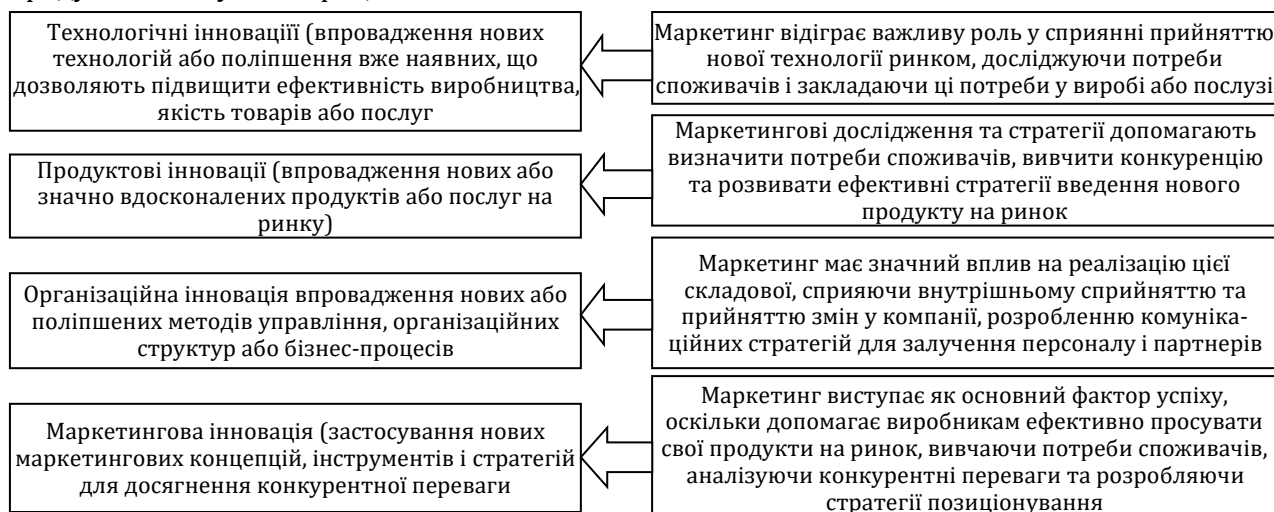 Технологічні інноваціїї (впровадження нових
технологій або поліпшення вже наявних, що
дозволяють підвищити ефективність виробництва,
якість товарів або послуг
Маркетинг відіграє важливу роль у сприянні прийняттю
нової технології ринком, досліджуючи потреби
споживачів і закладаючи ці потреби у виробі або послузі
Продуктові інновації (впровадження нових або
значно вдосконалених продуктів або послуг на
ринку)
Маркетингові дослідження та стратегії допомагають
визначити потреби споживачів, вивчити конкуренцію
та розвивати ефективні стратегії введення нового
продукту на ринок
Організаційна інновація впровадження нових або
поліпшених методів управління, організаційних
структур або бізнес-процесів
Маркетинг має значний вплив на реалізацію цієї
складової, сприяючи внутрішньому сприйняттю та
прийняттю змін у компанії, розробленню комуніка-
ційних стратегій для залучення персоналу і партнерів
Маркетингова інновація (застосування нових
маркетингових концепцій, інструментів і стратегій
для досягнення конкурентної переваги
Маркетинг виступає як основний фактор успіху,
оскільки допомагає виробникам ефективно просувати
свої продукти на ринок, вивчаючи потреби споживачів,
аналізуючи конкурентні переваги та розробляючи
стратегії позиціонування